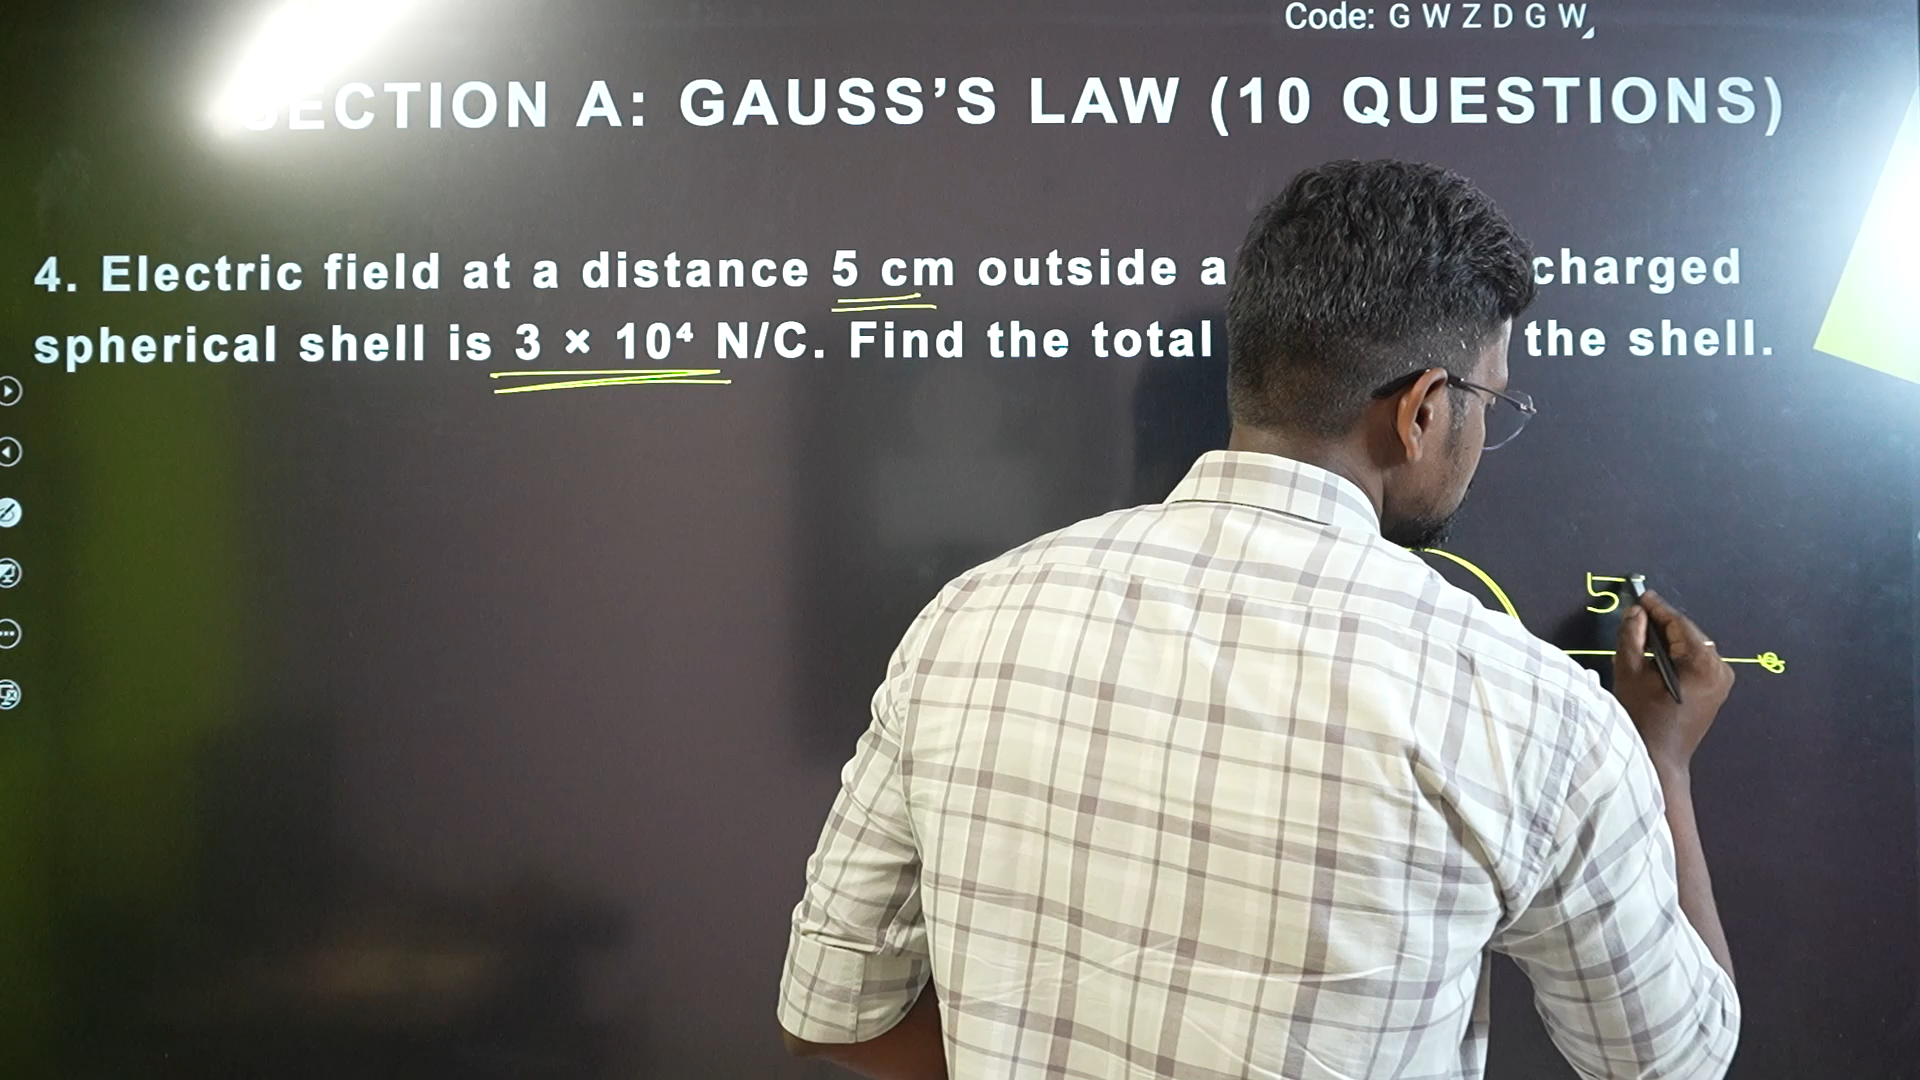 Code: G W Z D G W
SECTION A: GAUSS’S LAW (10 QUESTIONS)
4. Electric field at a distance 5 cm outside a charged
spherical shell is 3 × 10⁴ N/C. Find the total the shell.
5